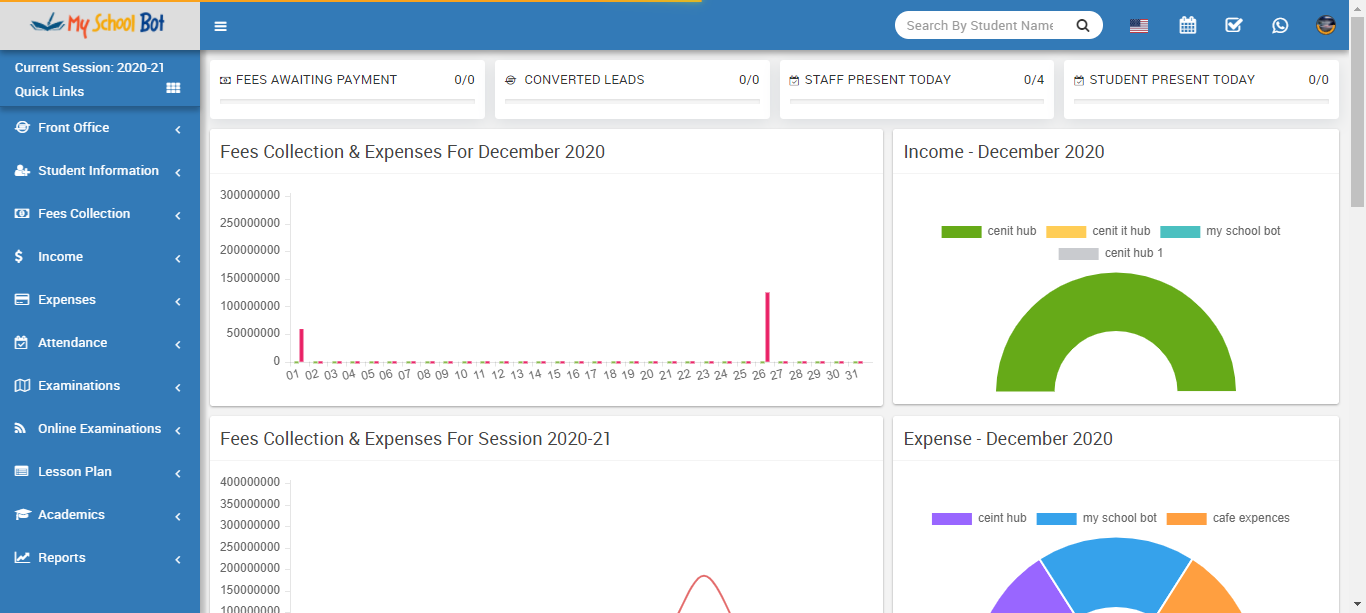 My School Bot
Search By Student Name
Current Session: 2020-21
Quick Links
Front Office
Student Information
Fees Collection
Income
Expenses
Attendance
Examinations
Online Examinations
Lesson Plan
Academics
Reports
FEES AWAITING PAYMENT 0/0
CONVERTED LEADS 0/0
STAFF PRESENT TODAY 0/4
STUDENT PRESENT TODAY 0/0
Fees Collection & Expenses For December 2020
300000000
250000000
200000000
150000000
100000000
50000000
0
01 02 03 04 05 06 07 08 09 10 11 12 13 14 15 16 17 18 19 20 21 22 23 24 25 26 27 28 29 30 31
Income - December 2020
cenit hub cenit it hub my school bot
cenit hub 1
Fees Collection & Expenses For Session 2020-21
400000000
350000000
300000000
250000000
200000000
150000000
100000000
Expense - December 2020
ceint hub my school bot cafe expences